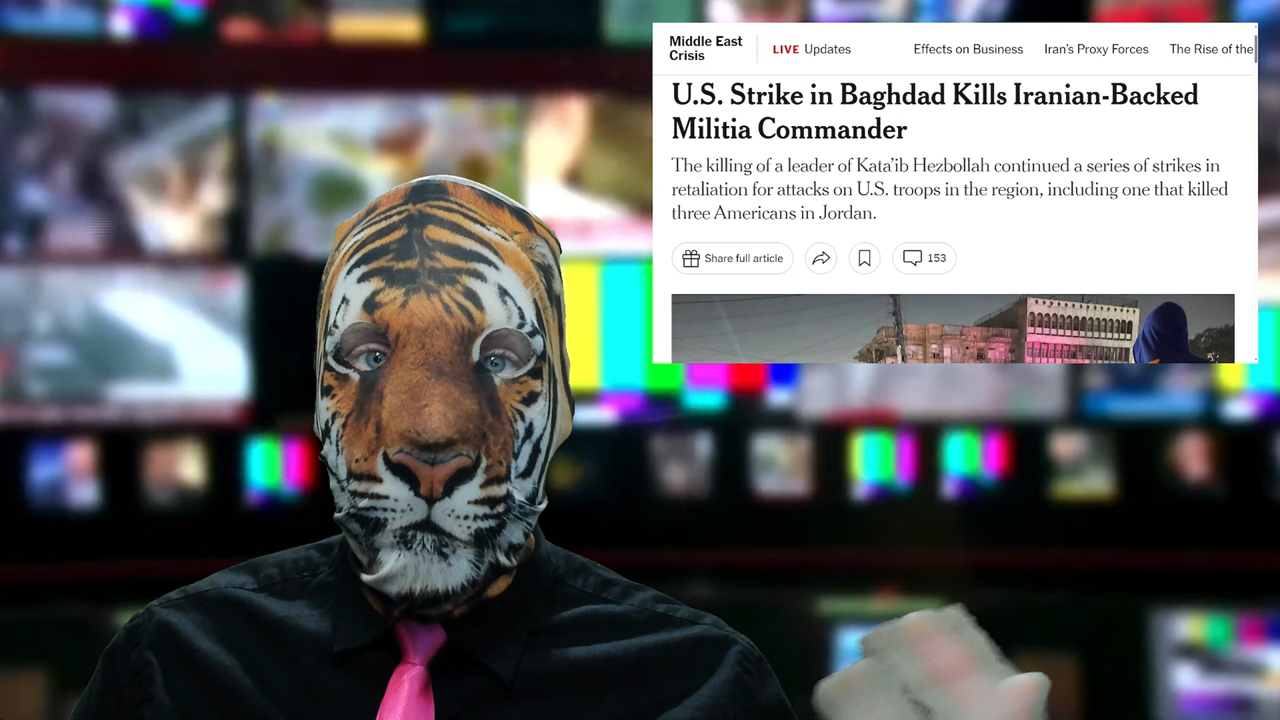 Middle East
Crisis
LIVE Updates
Effects on Business
Iran's Proxy Forces
The Rise of the
U.S. Strike in Baghdad Kills Iranian-Backed
Militia Commander
The killing of a leader of Kata'ib Hezbollah continued a series of strikes in
retaliation for attacks on U.S. troops in the region, including one that killed
three Americans in Jordan.
Share full article
153